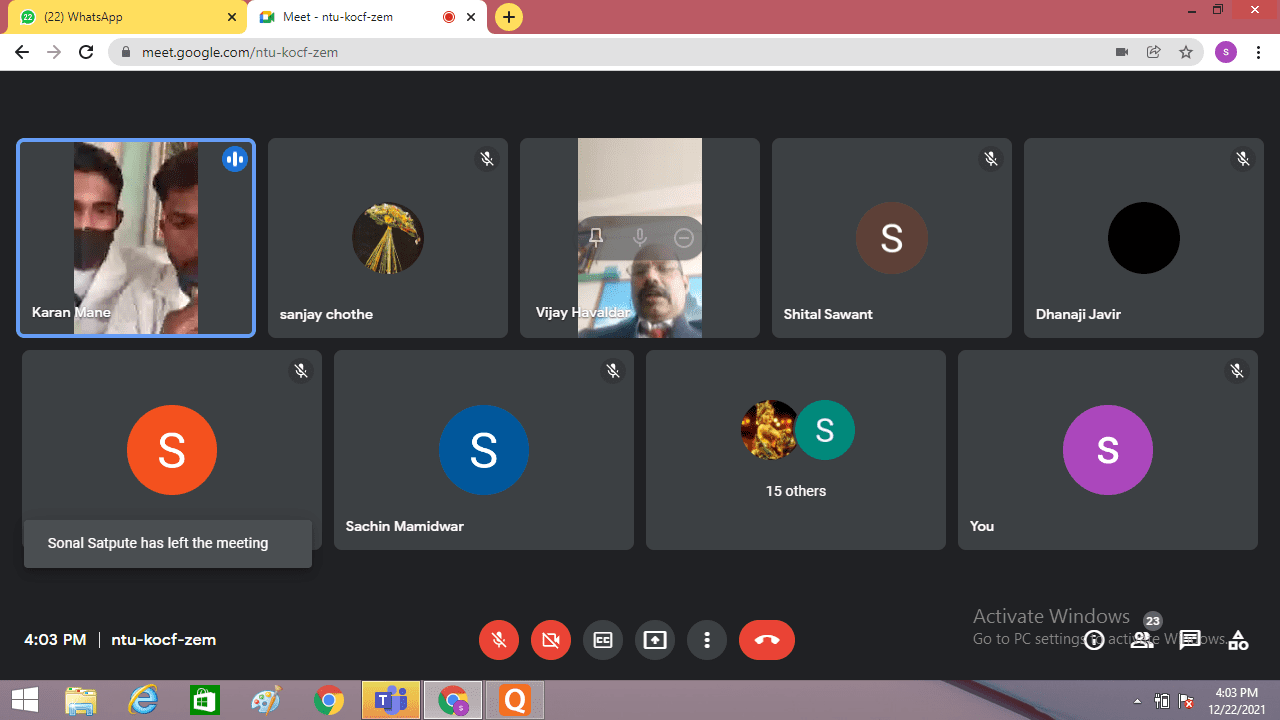 22
(22) WhatsApp
Meet - ntu-kocf-zem
meet.google.com/ntu-kocf-zem
s
Karan Mane
sanjay chothe
Vijay Havaldar
S
Shital Sawant
Dhanaji Javir
S
S
Sachin Mamidwar
S
15 others
s
You
Sonal Satpute has left the meeting
4:03 PM | ntu-kocf-zem
CC
Activate Windows
23
Go to PC settings to activate Windows.
T
s
Q
4:03 PM
12/22/2021